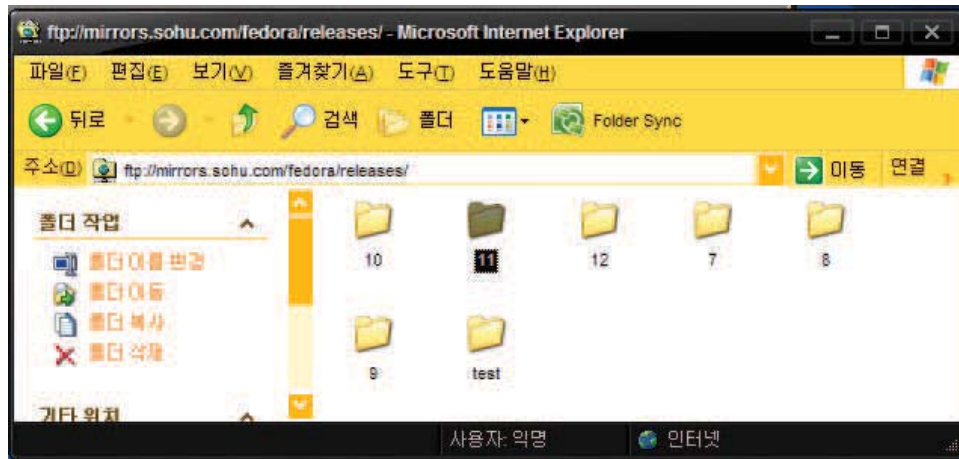 ftp://mirrors.sohu.com/fedora/releases/ - Microsoft Internet Explorer
파일(F) 편집(E) 보기(V) 즐겨찾기(A) 도구(T) 도움말(H)
뒤로 검색 폴더 Folder Sync
주소(D) ftp://mirrors.sohu.com/fedora/releases/ 이동 연결
폴더 작업
폴더 이름 변경
폴더 이동
폴더 복사
폴더 삭제
기타 위치
10 11 12 7 8
9 test
사용자: 익명 인터넷